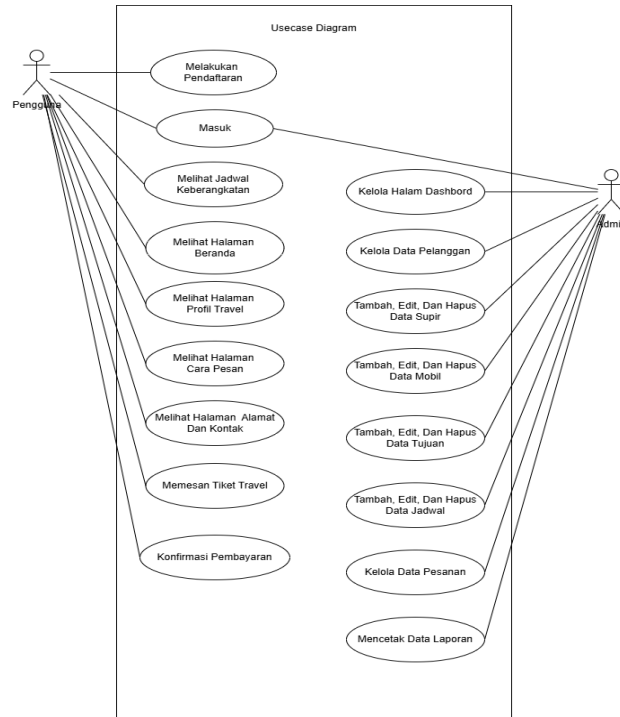 Usecase Diagram
Melakukan
Pendaftaran
Pengguna
Masuk
Melihat Jadwal
Keberangkatan
Kelola Halam Dashbord
Admi
Melihat Halaman
Beranda
Kelola Data Pelanggan
Melihat Halaman
Profil Travel
Tambah, Edit, Dan Hapus
Data Supir
Melihat Halaman
Cara Pesan
Tambah, Edit, Dan Hapus
Data Mobil
Melihat Halaman Alamat
Dan Kontak
Tambah, Edit, Dan Hapus
Data Tujuan
Memesan Tiket Travel
Tambah, Edit, Dan Hapus
Data Jadwal
Konfirmasi Pembayaran
Kelola Data Pesanan
Mencetak Data Laporan